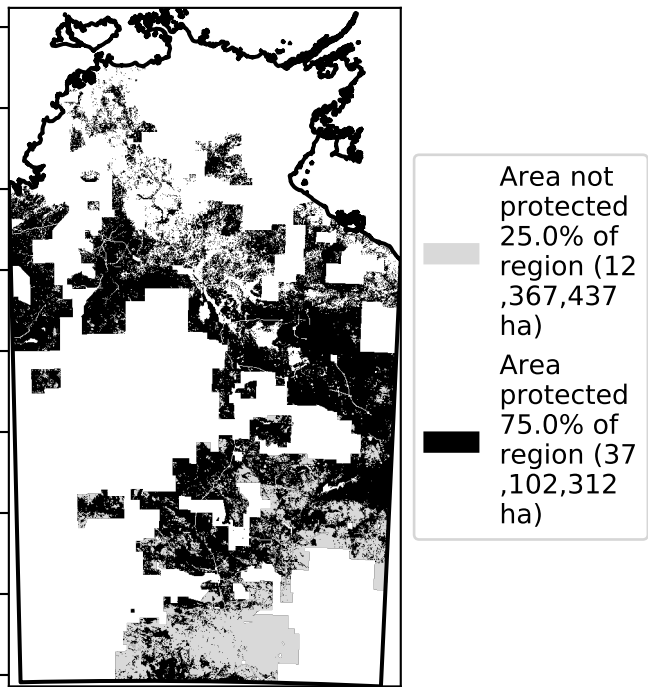 Area not
protected
25.0% of
region (12
,367,437
ha)
Area
protected
75.0% of
region (37
,102,312
ha)